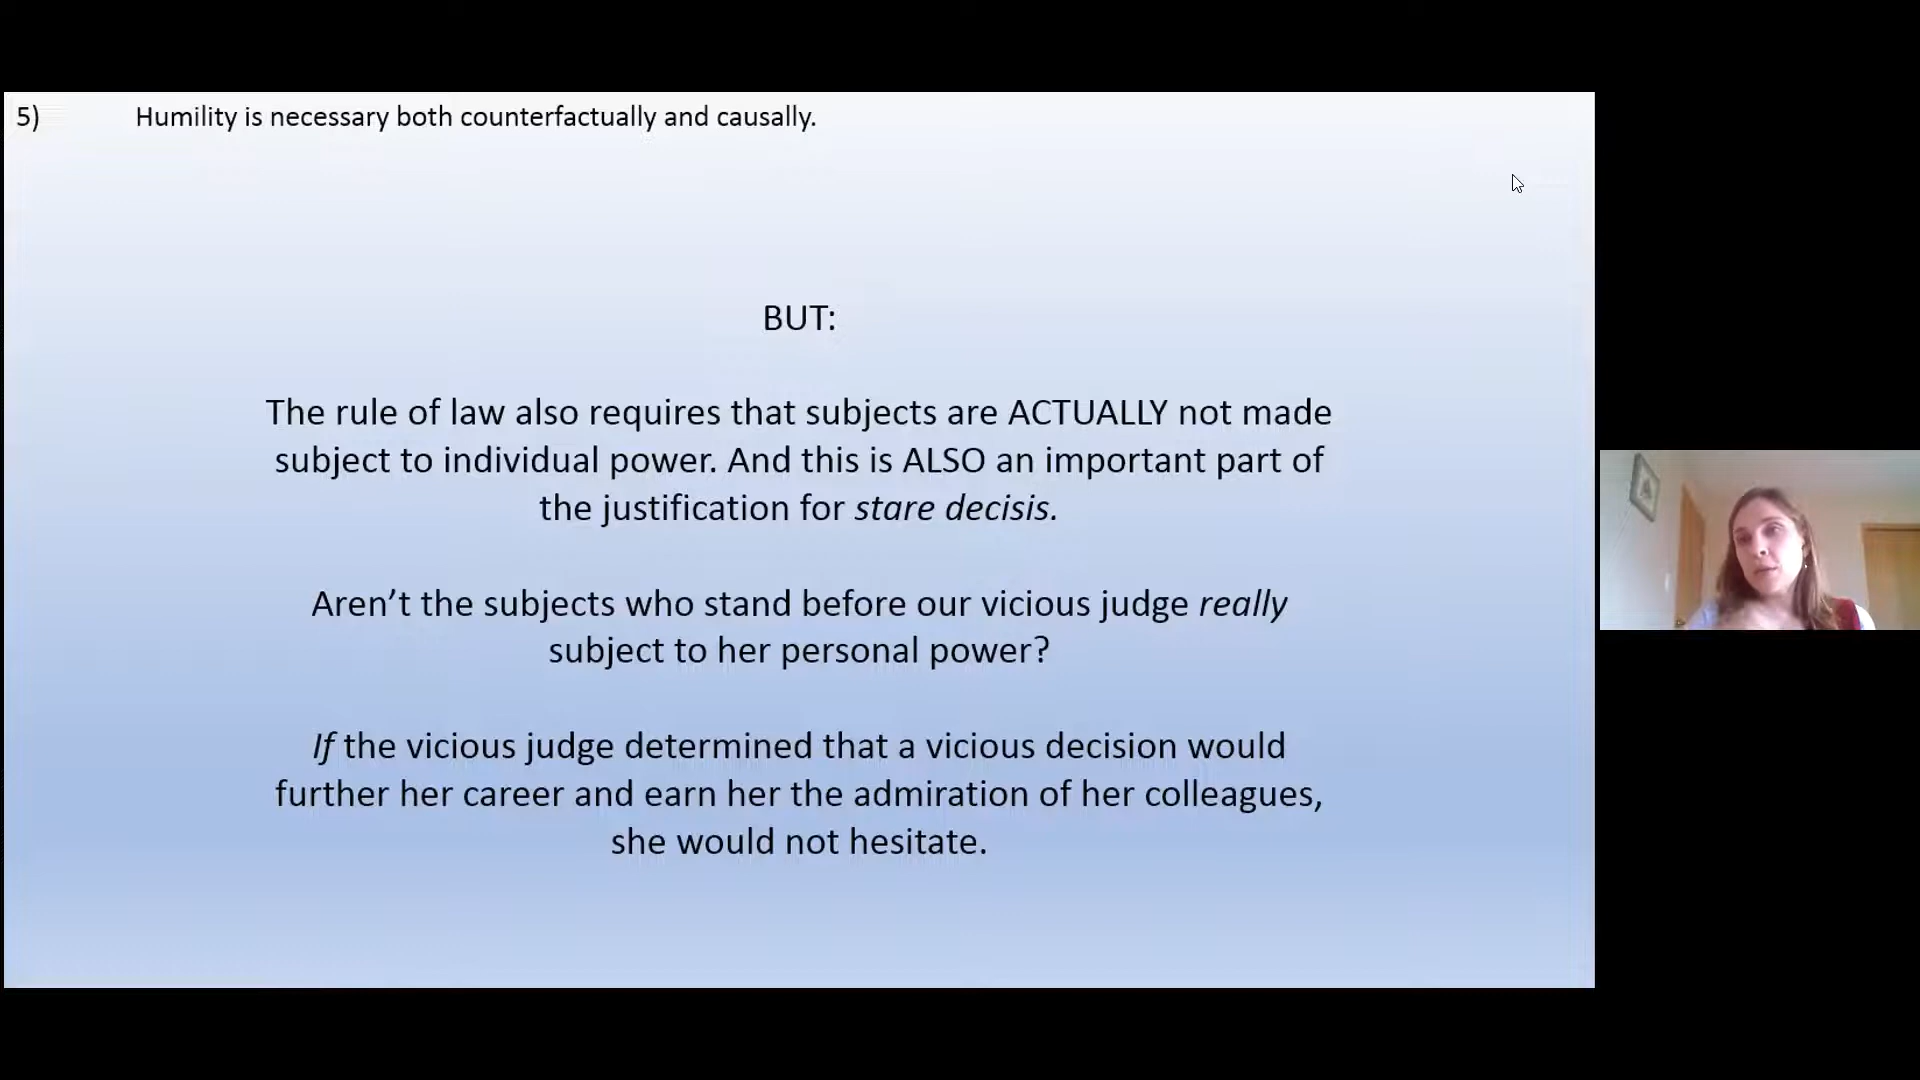 5) Humility is necessary both counterfactually and causally.
BUT:
The rule of law also requires that subjects are ACTUALLY not made
subject to individual power. And this is ALSO an important part of
the justification for stare decisis.
Aren’t the subjects who stand before our vicious judge really
subject to her personal power?
If the vicious judge determined that a vicious decision would
further her career and earn her the admiration of her colleagues,
she would not hesitate.